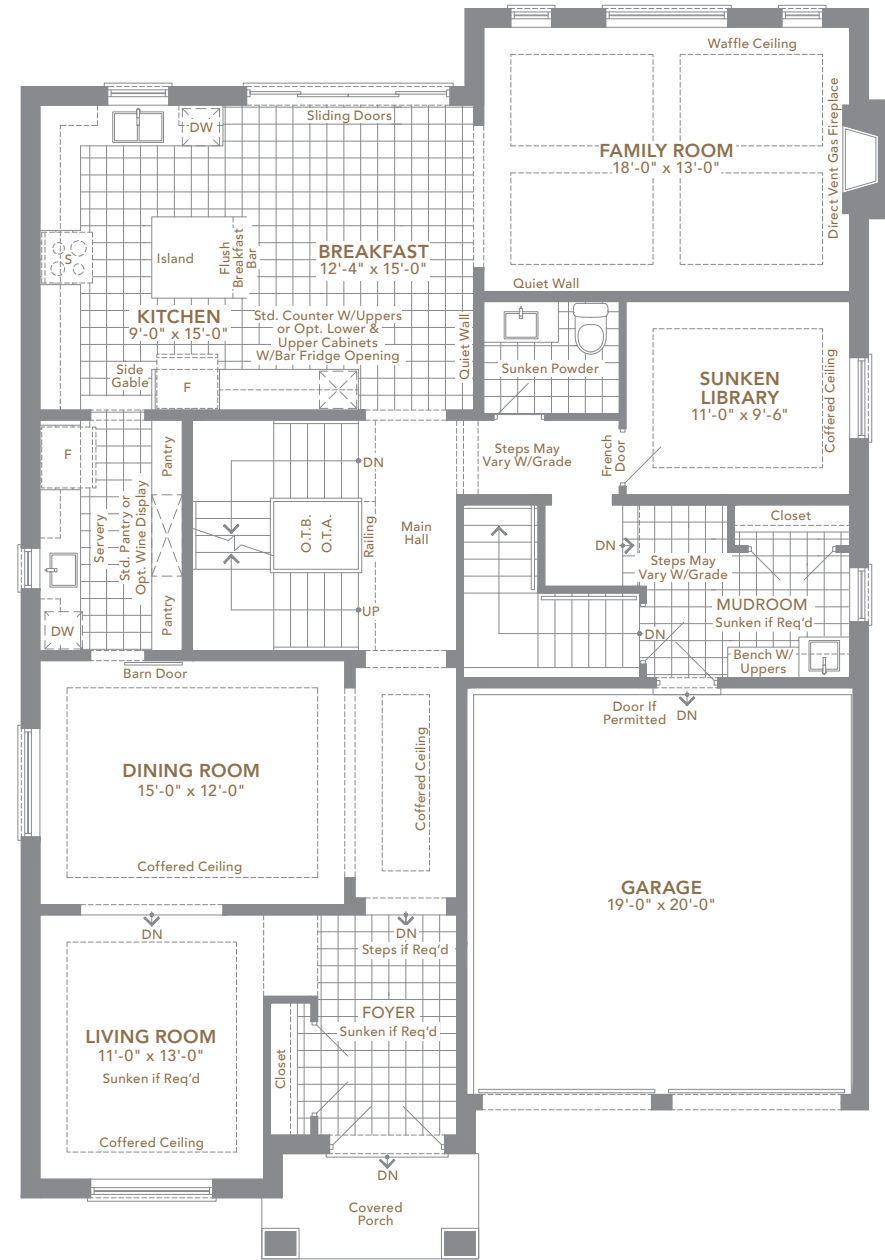 Waffle Ceiling
FAMILY ROOM
18'-0" x 13'-0"
Direct Vent Gas Fireplace
Quiet Wall
Sliding Doors
DW
S
Island
Flush
Breakfast
Bar
BREAKFAST
12'-4" x 15'-0"
KITCHEN
9'-0" x 15'-0"
Std. Counter W/Uppers
or Opt. Lower &
Upper Cabinets
W/Bar Fridge Opening
Quiet Wall
Side
Gable
F
Sunken Powder
SUNKEN
LIBRARY
11'-0" x 9'-6"
Coffered Ceiling
French
Door
Steps May
Vary W/Grade
F
Pantry
Servery
Std. Pantry or
Opt. Wine Display
Pantry
DW
DN
O.T.B.
O.T.A.
Railing
Main
Hall
UP
Closet
DN
Steps May
Vary W/Grade
MUDROOM
Sunken if Req'd
DN
Bench W/
Uppers
Barn Door
DINING ROOM
15'-0" x 12'-0"
Coffered Ceiling
Coffered Ceiling
Door If
Permitted
DN
GARAGE
19'-0" x 20'-0"
DN
DN
Steps if Req'd
LIVING ROOM
11'-0" x 13'-0"
Sunken if Req'd
Coffered Ceiling
FOYER
Sunken if Req'd
Closet
DN
Covered
Porch